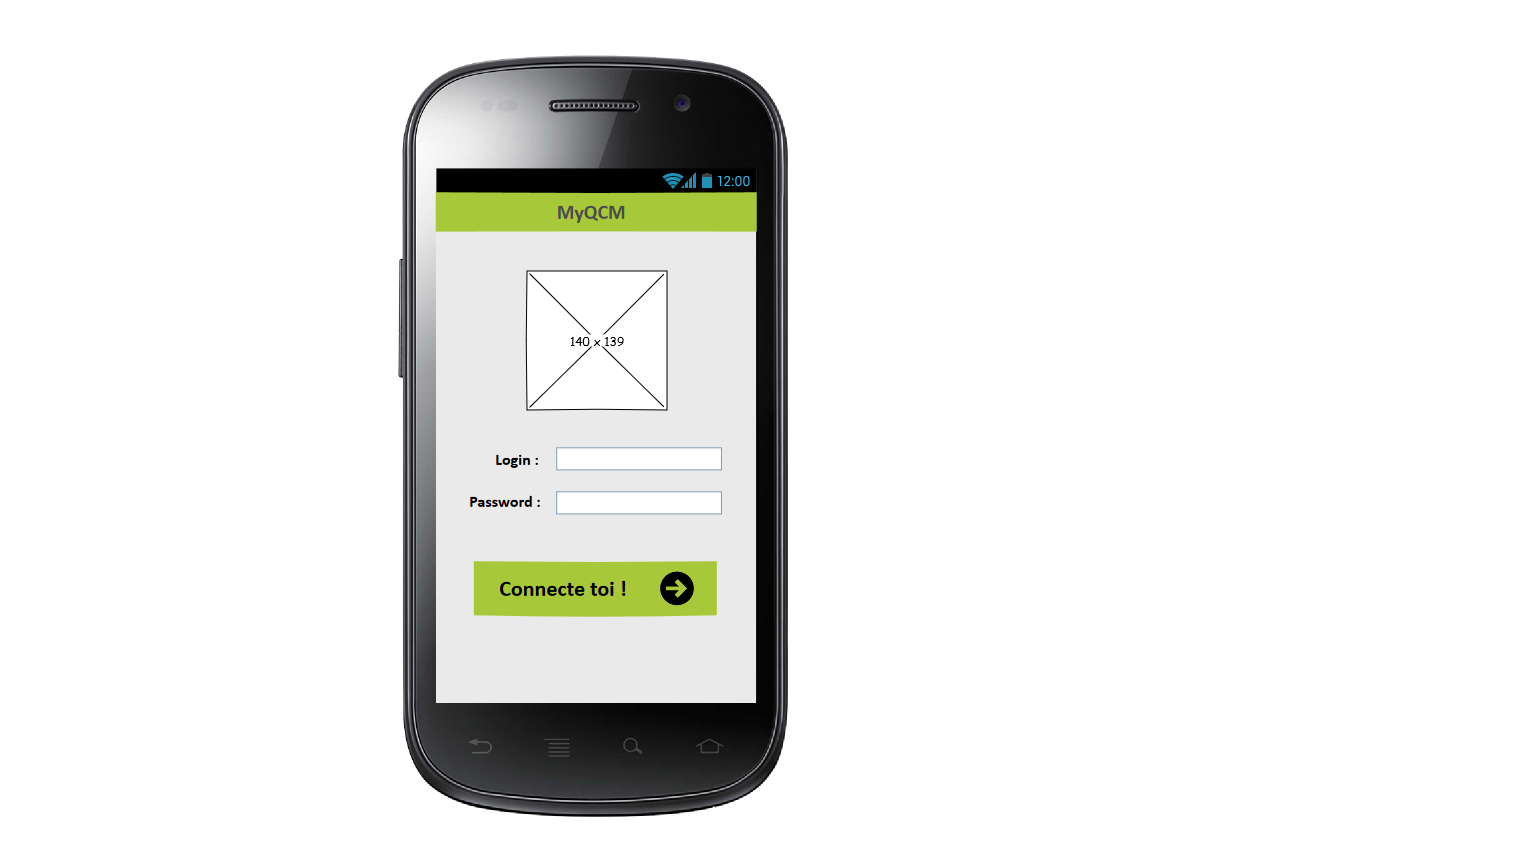 12:00
MyQCM
140 x 139
Login :
Password :
Connecte toi !